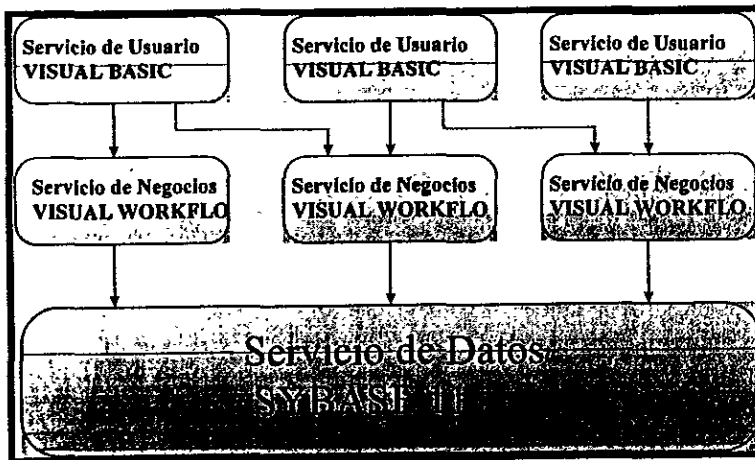 Servicio de Usuario
VISUAL BASIC
Servicio de Usuario
VISUAL BASIC
Servicio de Usuario
VISUAL BASIC
Servicio de Negocios
VISUAL WORKFLO
Servicio de Negocios
VISUAL WORKFLO
Servicio de Negocios
VISUAL WORKFLO
Servicio de Datos
SYBASE 11